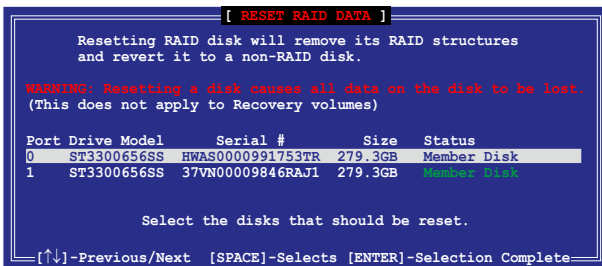 [ RESET RAID DATA ]
Resetting RAID disk will remove its RAID structures
and revert it to a non-RAID disk.
WARNING: Resetting a disk causes all data on the disk to be lost.
(This does not apply to Recovery volumes)
Port Drive Model Serial # Size Status
0 ST3300656SS HWAS0000991753TR 279.3GB Member Disk
1 ST3300656SS 37VN00009846RAJ1 279.3GB Member Disk
Select the disks that should be reset.
[↑↓]-Previous/Next [SPACE]-Selects [ENTER]-Selection Complete